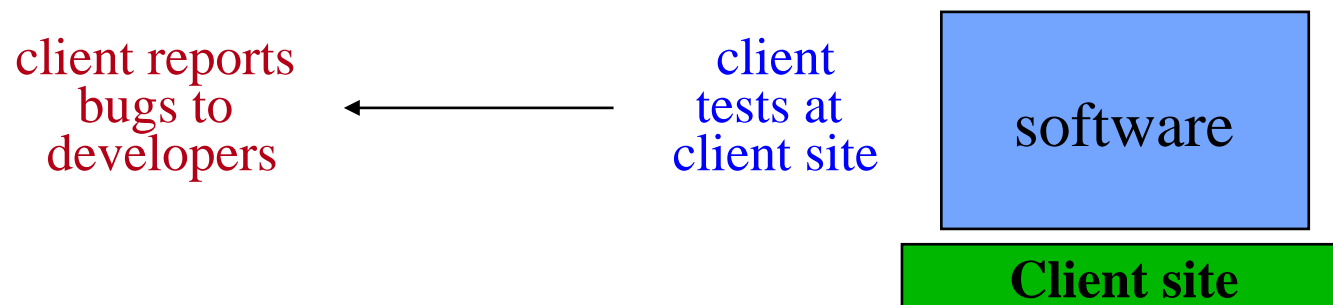 client reports
bugs to
developers
client
tests at
client site
software
Client site